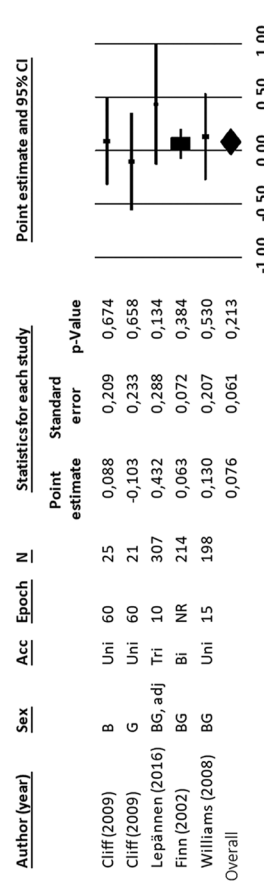 Author (year) Sex Acc Epoch N Statistics for each study Point estimate and 95% CI
Point estimate Standard error p-Value
Cliff (2009) B Uni 60 25 0,088 0,209 0,674
Cliff (2009) G Uni 60 21 -0,103 0,233 0,658
Lepännen (2016) BG, adj Tri 10 307 0,432 0,288 0,134
Finn (2002) BG Bi NR 214 0,063 0,072 0,384
Williams (2008) BG Uni 15 198 0,130 0,207 0,530
Overall 0,076 0,061 0,213
-1.00 -0.50 0.00 0.50 1.00